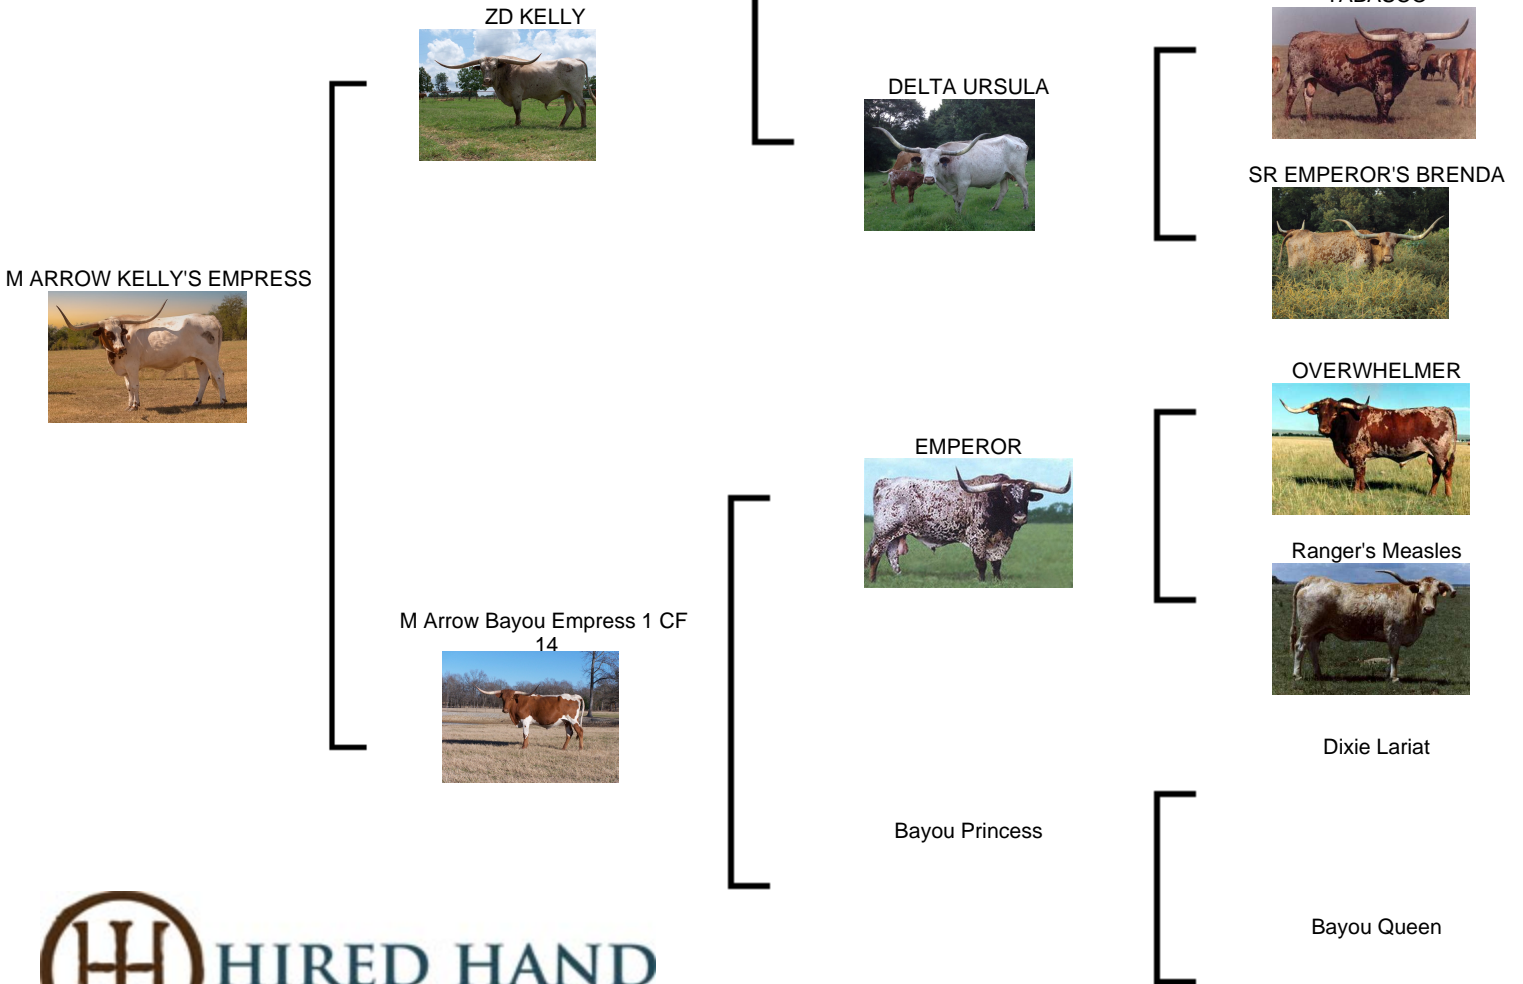 ZD KELLY
DELTA URSULA
SR EMPEROR'S BRENDA
M ARROW KELLY'S EMPRESS
OVERWHELMER
EMPEROR
Ranger's Measles
M Arrow Bayou Empress 1 CF
14
Dixie Lariat
Bayou Princess
Bayou Queen
HIRED HAND